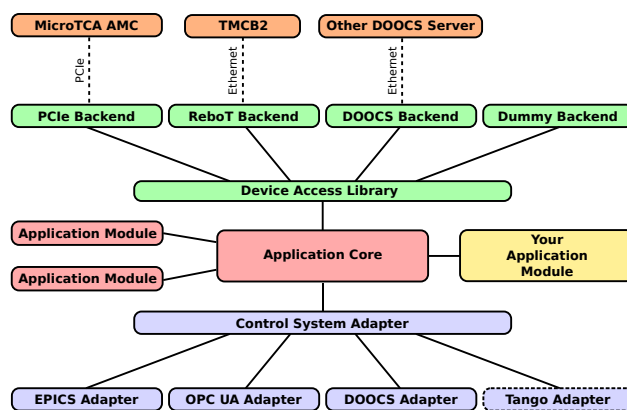 MicroTCA AMC
TMCB2
Other DOOCS Server
PCIe
Ethernet
Ethernet
PCIe Backend
ReboT Backend
DOOCS Backend
Dummy Backend
Device Access Library
Application Module
Application Module
Application Core
Your
Application
Module
Control System Adapter
EPICS Adapter
OPC UA Adapter
DOOCS Adapter
Tango Adapter